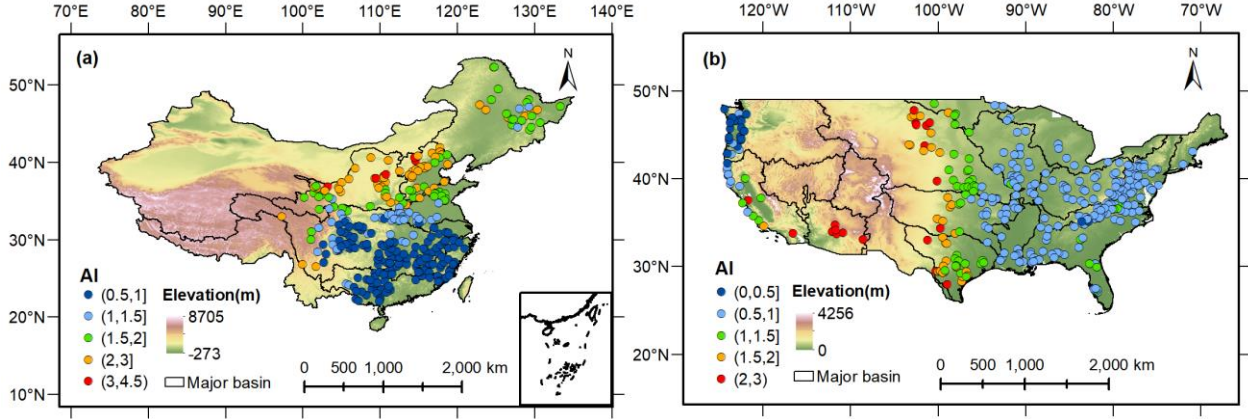 70°E 80°E 90°E 100°E 110°E 120°E 130°E 140°E
(a)
N
50°N
40°N
30°N
20°N
10°N
AI
(0.5,1]
(1,1.5]
(1.5,2]
(2,3]
(3,4.5)
Elevation(m)
8705
-273
Major basin
0 500 1,000 2,000 km
120°W 110°W 100°W 90°W 80°W 70°W
(b)
N
50°N
40°N
30°N
20°N
AI
(0,0.5]
(0.5,1]
(1,1.5]
(1.5,2]
(2,3)
Elevation(m)
4256
0
Major basin
0 500 1,000 2,000 km